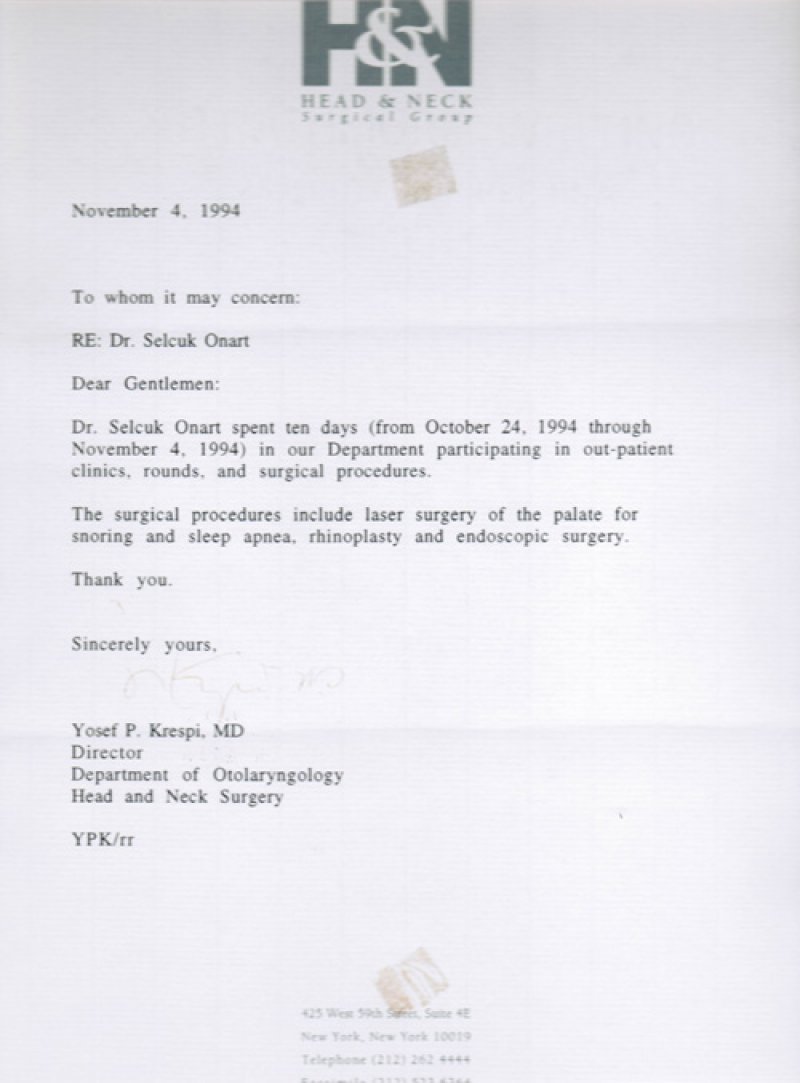 H&N
HEAD & NECK
Surgical Group
November 4, 1994
To whom it may concern:
RE: Dr. Selcuk Onart
Dear Gentlemen:
Dr. Selcuk Onart spent ten days (from October 24, 1994 through
November 4, 1994) in our Department participating in out-patient
clinics, rounds, and surgical procedures.
The surgical procedures include laser surgery of the palate for
snoring and sleep apnea, rhinoplasty and endoscopic surgery.
Thank you.
Sincerely yours,
Yosef P. Krespi, MD
Director
Department of Otolaryngology
Head and Neck Surgery
YPK/rr
425 West 59th Street, Suite 4E
New York, New York 10019
Telephone (212) 262 4444